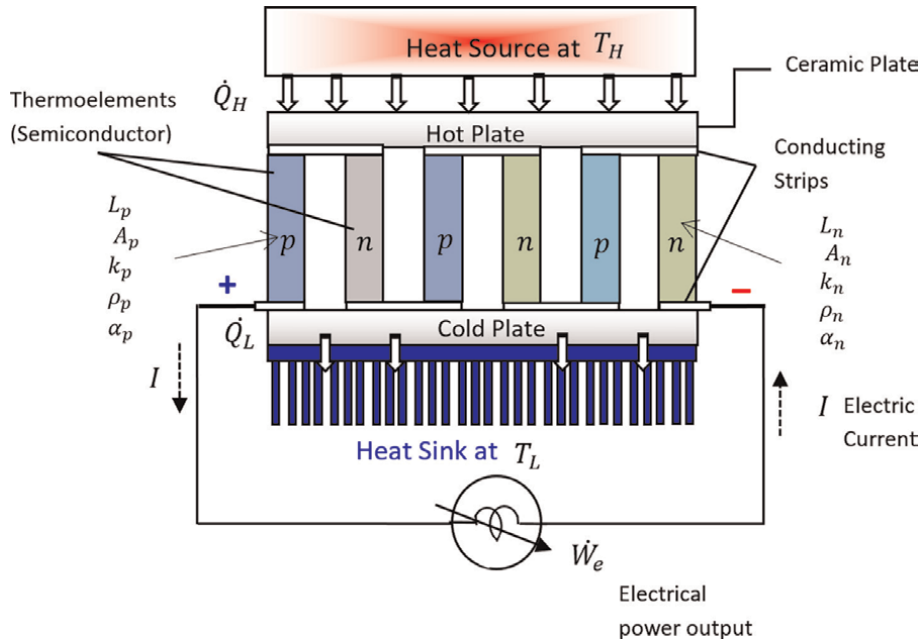 Heat Source at T_H
Q̇_H
Ceramic Plate
Thermoelements
(Semiconductor)
Hot Plate
Conducting
Strips
L_p
A_p
k_p
ρ_p
α_p
p
n
p
n
p
n
L_n
A_n
k_n
ρ_n
α_n
+
−
Q̇_L
Cold Plate
I
I
Electric
Current
Heat Sink at T_L
Ẇ_e
Electrical
power output